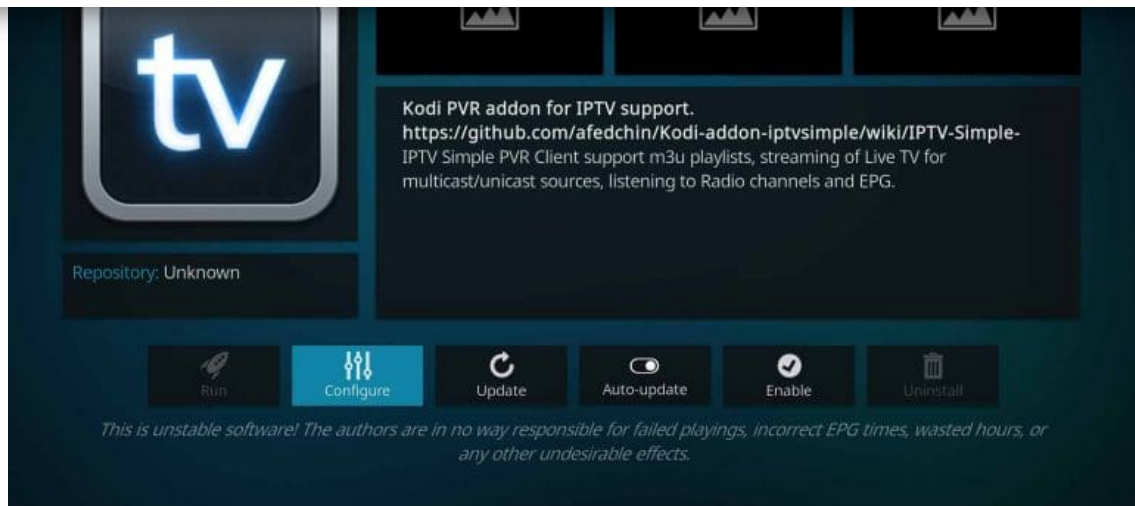 tv
Kodi PVR addon for IPTV support.
https://github.com/afedchin/Kodi-addon-iptvsimple/wiki/IPTV-Simple-
IPTV Simple PVR Client support m3u playlists, streaming of Live TV for
multicast/unicast sources, listening to Radio channels and EPG.
Repository: Unknown
Run
Configure
Update
Auto-update
Enable
Uninstall
This is unstable software! The authors are in no way responsible for failed playings, incorrect EPG times, wasted hours, or
any other undesirable effects.